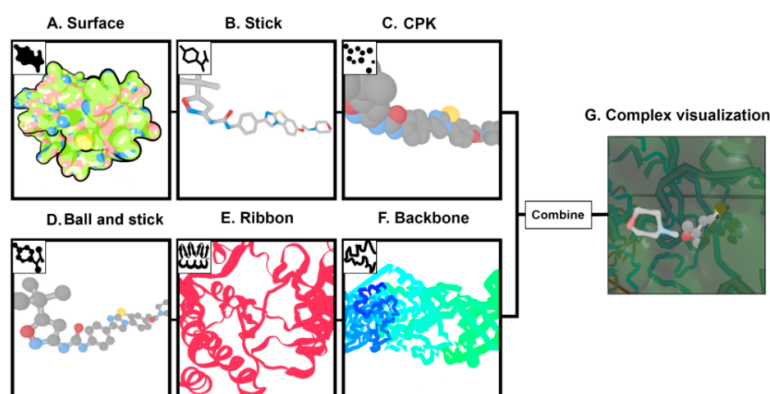 A. Surface
B. Stick
C. CPK
G. Complex visualization
D. Ball and stick
E. Ribbon
F. Backbone
Combine